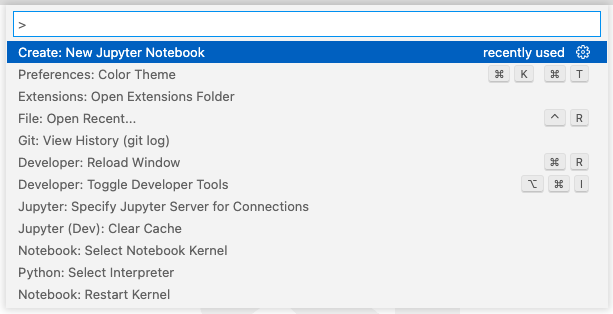 >
Create: New Jupyter Notebook recently used
Preferences: Color Theme ⌘ K ⌘ T
Extensions: Open Extensions Folder
File: Open Recent... ^ R
Git: View History (git log)
Developer: Reload Window ⌘ R
Developer: Toggle Developer Tools ⌥ ⌘ I
Jupyter: Specify Jupyter Server for Connections
Jupyter (Dev): Clear Cache
Notebook: Select Notebook Kernel
Python: Select Interpreter
Notebook: Restart Kernel